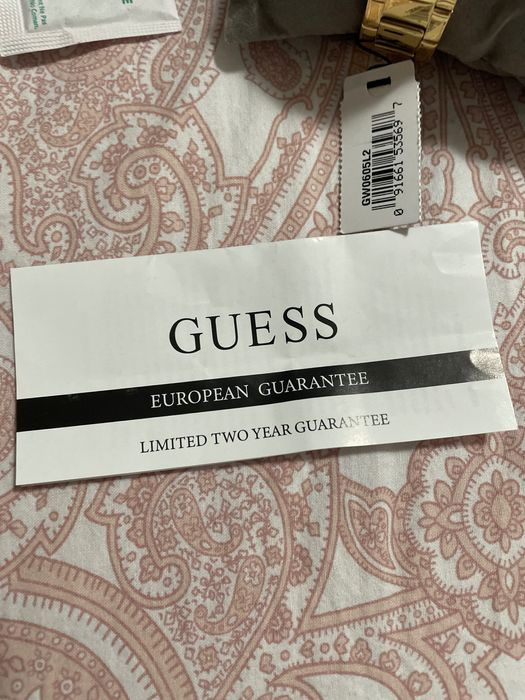 GW0605L2
0 91661 53569 7
GUESS
EUROPEAN GUARANTEE
LIMITED TWO YEAR GUARANTEE